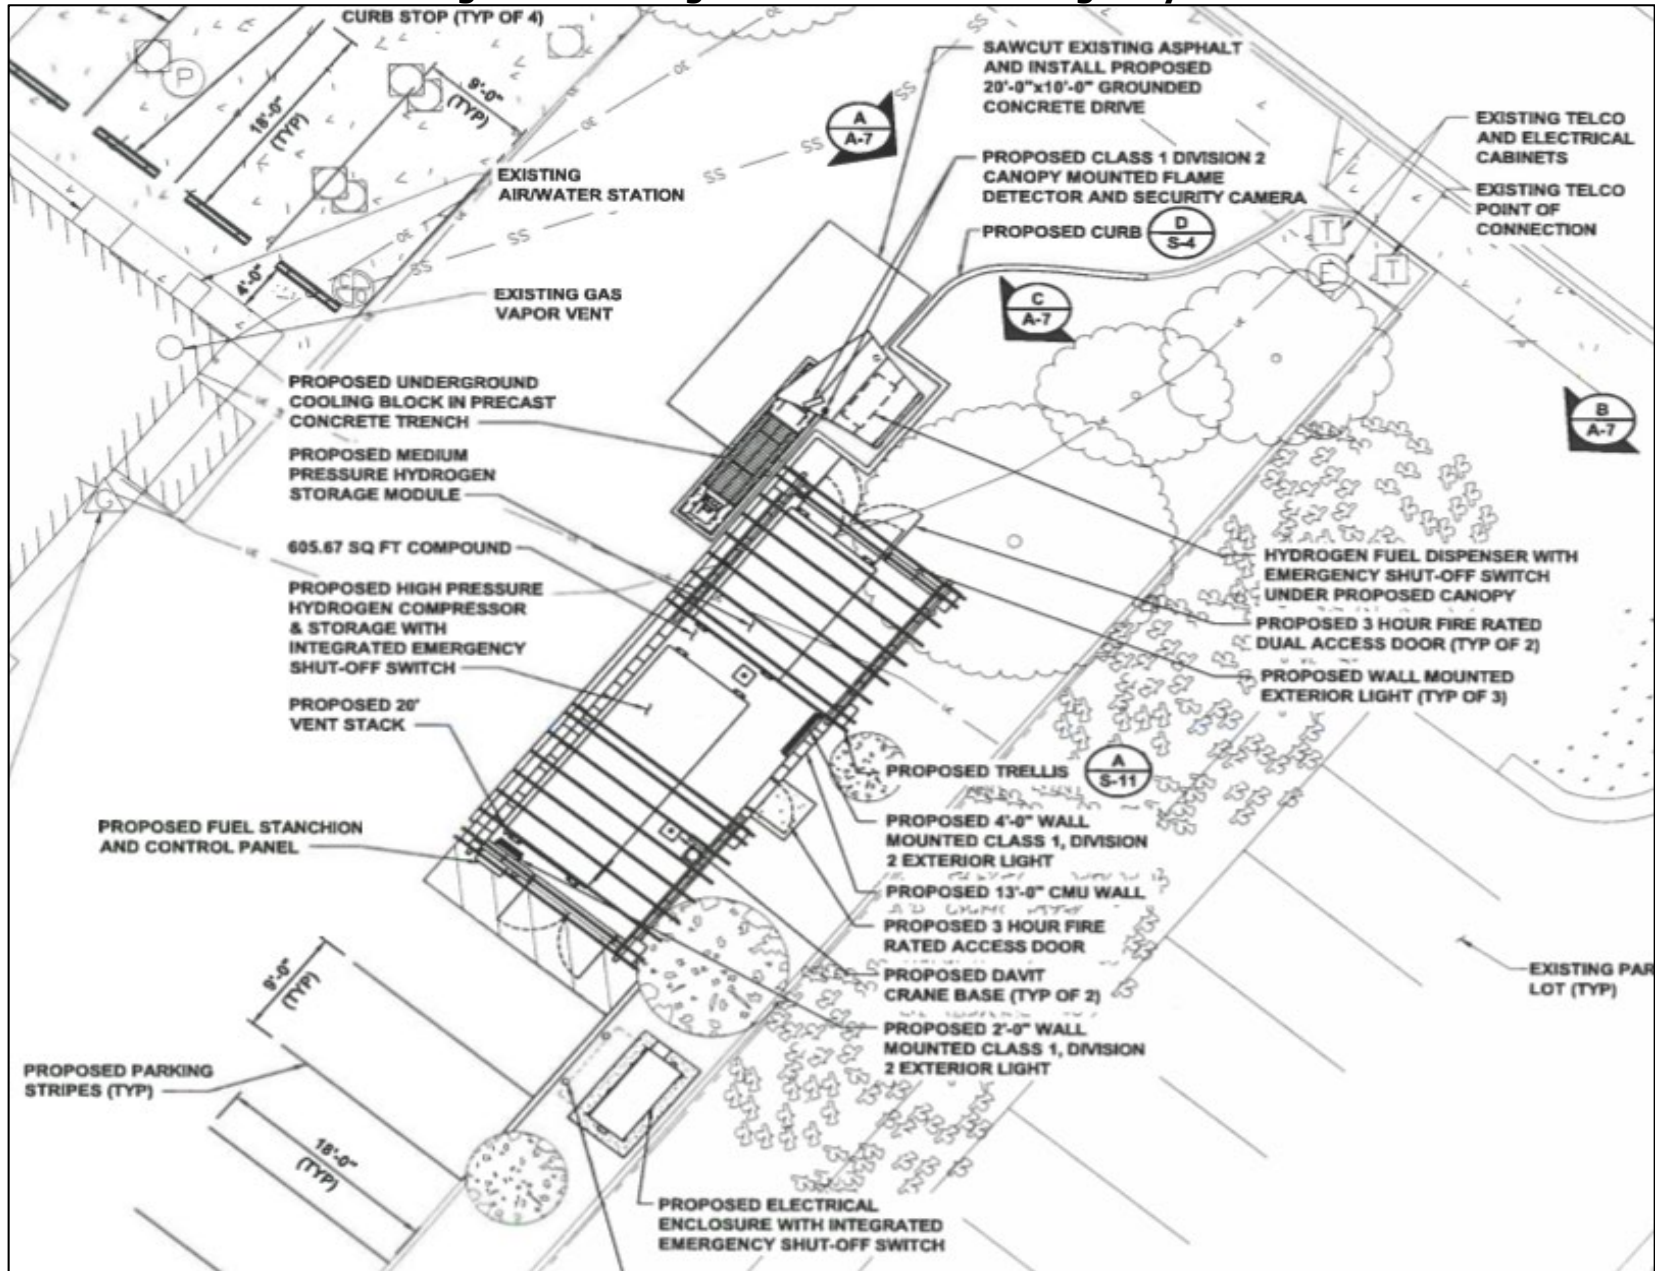 CURB STOP (TYP OF 4)
P
18'-0"
(TYP)
9'-0"
(TYP)
4'-0"
SS
SS
SS
SS
SS
A
A-7
SAWCUT EXISTING ASPHALT
AND INSTALL PROPOSED
20'-0"x10'-0" GROUNDED
CONCRETE DRIVE
EXISTING TELCO
AND ELECTRICAL
CABINETS
EXISTING
AIR/WATER STATION
PROPOSED CLASS 1 DIVISION 2
CANOPY MOUNTED FLAME
DETECTOR AND SECURITY CAMERA
EXISTING TELCO
POINT OF
CONNECTION
PROPOSED CURB
D
S-4
T
E
T
EXISTING GAS
VAPOR VENT
C
A-7
B
A-7
PROPOSED UNDERGROUND
COOLING BLOCK IN PRECAST
CONCRETE TRENCH
PROPOSED MEDIUM
PRESSURE HYDROGEN
STORAGE MODULE
G
605.67 SQ FT COMPOUND
HYDROGEN FUEL DISPENSER WITH
EMERGENCY SHUT-OFF SWITCH
UNDER PROPOSED CANOPY
PROPOSED HIGH PRESSURE
HYDROGEN COMPRESSOR
& STORAGE WITH
INTEGRATED EMERGENCY
SHUT-OFF SWITCH
PROPOSED 3 HOUR FIRE RATED
DUAL ACCESS DOOR (TYP OF 2)
PROPOSED WALL MOUNTED
EXTERIOR LIGHT (TYP OF 3)
PROPOSED 20'
VENT STACK
PROPOSED TRELLIS
A
S-11
PROPOSED FUEL STANCHION
AND CONTROL PANEL
PROPOSED 4'-0" WALL
MOUNTED CLASS 1, DIVISION
2 EXTERIOR LIGHT
PROPOSED 13'-0" CMU WALL
PROPOSED 3 HOUR FIRE
RATED ACCESS DOOR
PROPOSED DAVIT
CRANE BASE (TYP OF 2)
EXISTING PAR
LOT (TYP)
9'-0"
(TYP)
PROPOSED 2'-0" WALL
MOUNTED CLASS 1, DIVISION
2 EXTERIOR LIGHT
PROPOSED PARKING
STRIPES (TYP)
18'-0"
(TYP)
PROPOSED ELECTRICAL
ENCLOSURE WITH INTEGRATED
EMERGENCY SHUT-OFF SWITCH